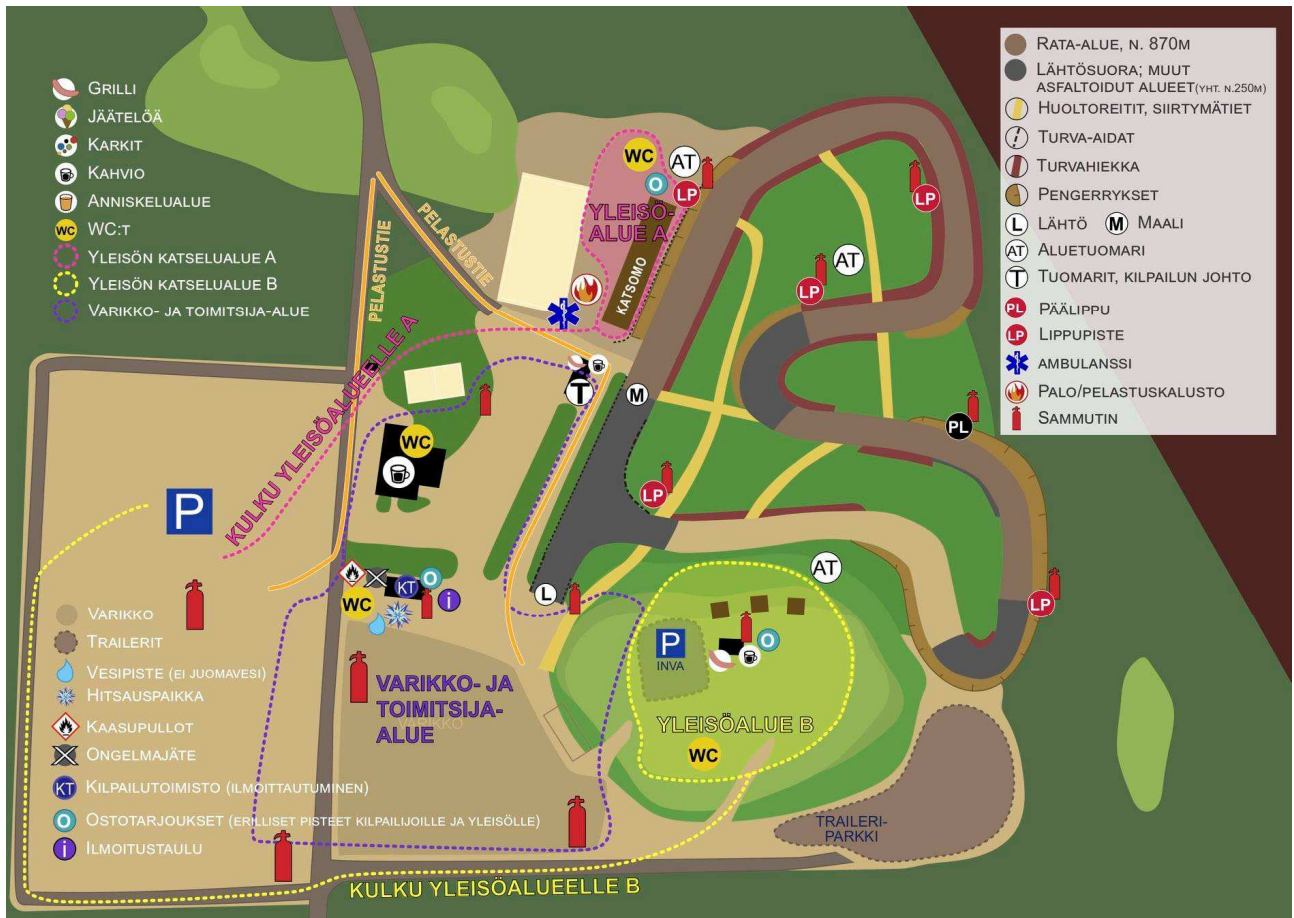 GRILLI
JÄÄTELÖÄ
KARKIT
KAHVIO
ANNISKELUALUE
WC
WC:T
YLEISÖN KATSELUALUE A
YLEISÖN KATSELUALUE B
VARIKKO- JA TOIMITSIJA-ALUE
RATA-ALUE, N. 870M
LÄHTÖSUORA; MUUT
ASFALTOIDUT ALUEET (YHT. N.250M)
HUOLTOREITIT, SIIRTYMÄTIET
TURVA-AIDAT
TURVAHIEKKA
PENGERRYKSET
L LÄHTÖ M MAALI
AT ALUETUOMARI
T TUOMARIT, KILPAILUN JOHTO
PL PÄÄLIPPU
LP LIPPUPISTE
AMBULANSSI
PALO/PELASTUSKALUSTO
SAMMUTIN
WC
AT
O
LP
YLEISÖ-
ALUE A
KATSOMO
PELASTUSTIE
PELASTUSTIE
LP
AT
LP
KULKU YLEISÖALUEELLE A
T
M
WC
PL
LP
P
AT
KT
O
i
WC
L
LP
P
INVA
O
YLEISÖALUE B
WC
VARIKKO- JA
TOIMITSIJA-
ALUE
VARIKKO
TRAILERI-
PARKKI
VARIKKO
TRAILERIT
VESIPISTE (EI JUOMAVESI)
HITSAUSPAIKKA
KAASUPULLOT
ONGELMAJÄTE
KT KILPAILUTOIMISTO (ILMOITTAUTUMINEN)
O OSTOTARJOUKSET (ERILLISET PISTEET KILPAILIJOILLE JA YLEISÖLLE)
i ILMOITUSTAULU
KULKU YLEISÖALUEELLE B